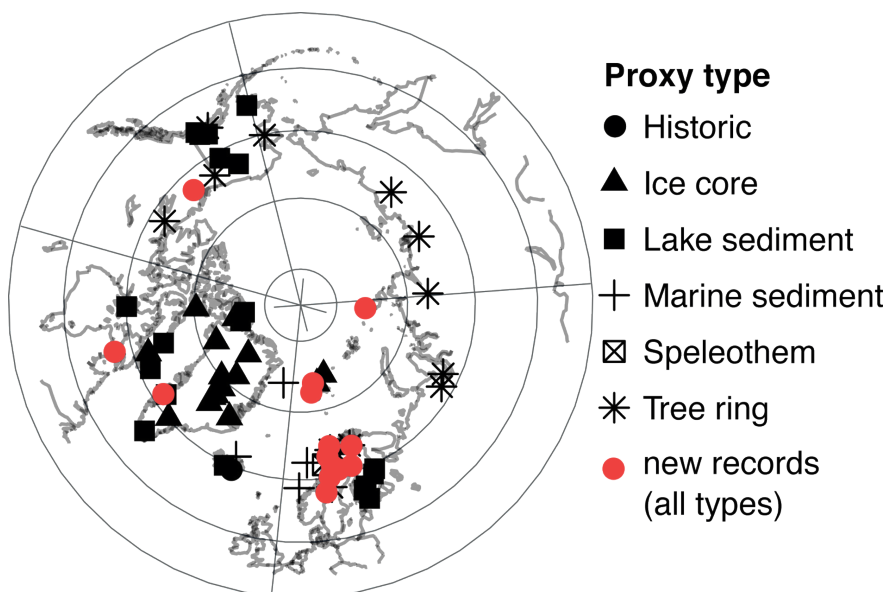 Proxy type
Historic
Ice core
Lake sediment
Marine sediment
Speleothem
Tree ring
new records
(all types)